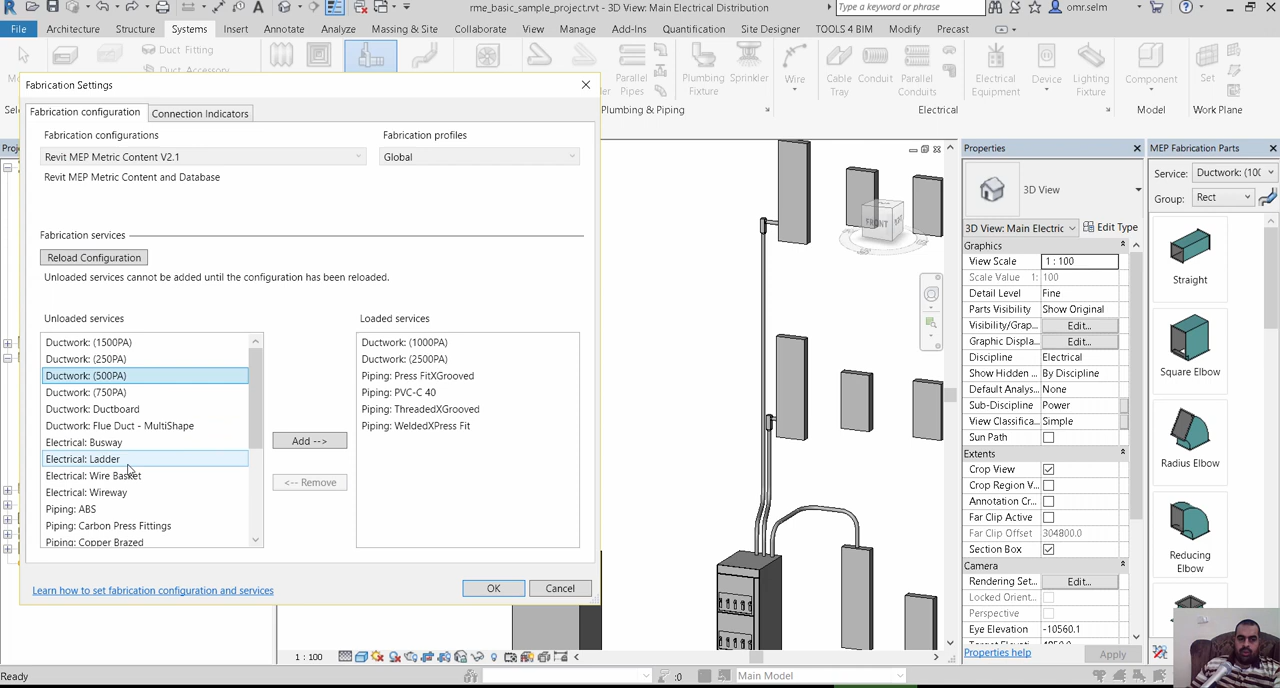 rme_basic_sample_project.rvt - 3D View: Main Electrical Distribution
Type a keyword or phrase
omr.selm
File Architecture Structure Systems Insert Annotate Analyze Massing & Site Collaborate View Manage Add-Ins Quantification Site Designer TOOLS 4 BIM Modify Precast
Duct Fitting
Duct Accessory
Parallel Pipes
Plumbing Fixture
Sprinkler
Wire
Cable Tray
Conduit
Parallel Conduits
Electrical Equipment
Device
Lighting Fixture
Component
Set
Plumbing & Piping
Electrical
Model
Work Plane
Fabrication Settings
Fabrication configuration
Connection Indicators
Fabrication configurations
Fabrication profiles
Revit MEP Metric Content V2.1
Global
Revit MEP Metric Content and Database
Fabrication services
Reload Configuration
Unloaded services cannot be added until the configuration has been reloaded.
Unloaded services
Ductwork: (1500PA)
Ductwork: (250PA)
Ductwork: (500PA)
Ductwork: (750PA)
Ductwork: Ductboard
Ductwork: Flue Duct - MultiShape
Electrical: Busway
Electrical: Ladder
Electrical: Wire Basket
Electrical: Wireway
Piping: ABS
Piping: Carbon Press Fittings
Piping: Copper Brazed
Add -->
<-- Remove
Loaded services
Ductwork: (1000PA)
Ductwork: (2500PA)
Piping: Press FitXGrooved
Piping: PVC-C 40
Piping: ThreadedXGrooved
Piping: WeldedXPress Fit
Learn how to set fabrication configuration and services
OK
Cancel
FRONT
Properties
3D View
3D View: Main Electric
Edit Type
Graphics
View Scale 1 : 100
Scale Value 1: 100
Detail Level Fine
Parts Visibility Show Original
Visibility/Grap... Edit...
Graphic Displa... Edit...
Discipline Electrical
Show Hidden ... By Discipline
Default Analys... None
Sub-Discipline Power
View Classifica... Simple
Sun Path
Extents
Crop View
Crop Region V...
Annotation Cr...
Far Clip Active
Far Clip Offset 304800.0
Section Box
Camera
Rendering Set... Edit...
Locked Orient...
Perspective
Eye Elevation -10560.1
Properties help
Apply
MEP Fabrication Parts
Service: Ductwork: (100
Group: Rect
Straight
Square Elbow
Radius Elbow
Reducing Elbow
1 : 100
Ready
:0
Main Model